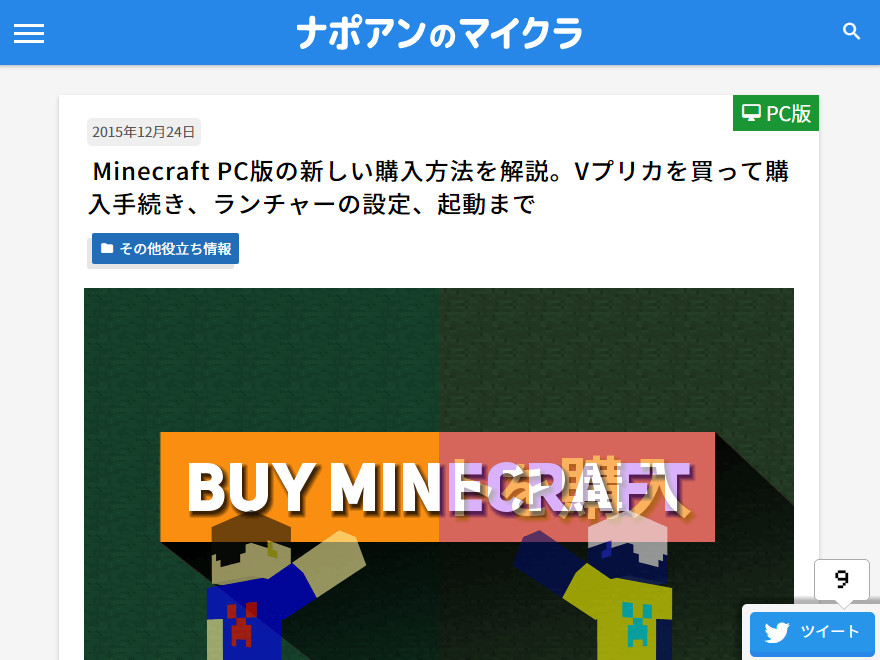 ナポアンのマイクラ
PC版
2015年12月24日
Minecraft PC版の新しい購入方法を解説。Vプリカを買って購
入手続き、ランチャーの設定、起動まで
その他役立ち情報
BUY MINECRAFT
を購入
9
ツイート